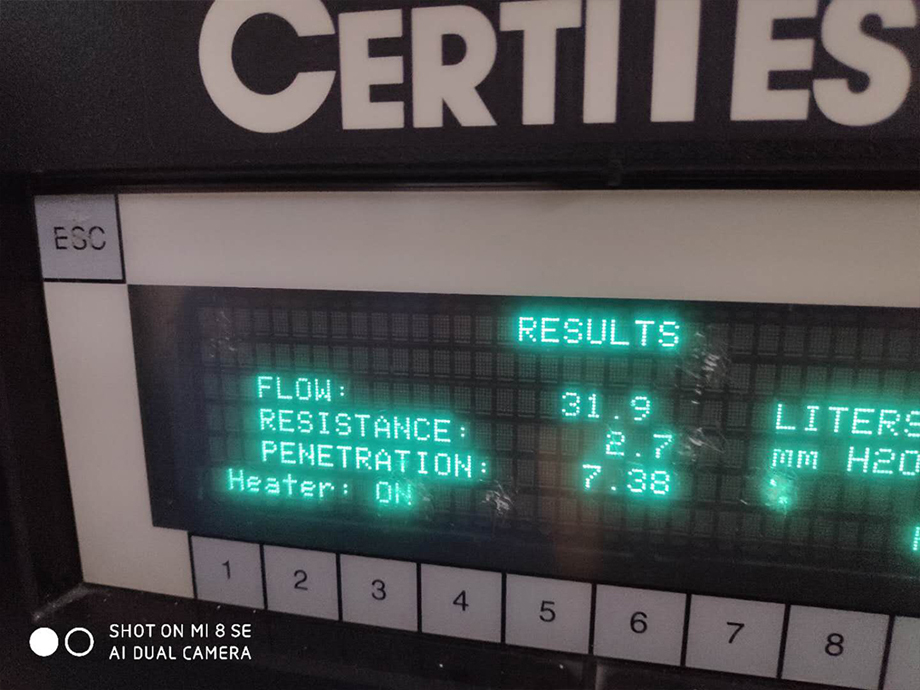 CERTITES
ESC
RESULTS
FLOW: 31.9 LITERS
RESISTANCE: 2.7 mm H2O
PENETRATION: 7.38
Heater: ON
1 2 3 4 5 6 7 8
SHOT ON MI 8 SE
AI DUAL CAMERA